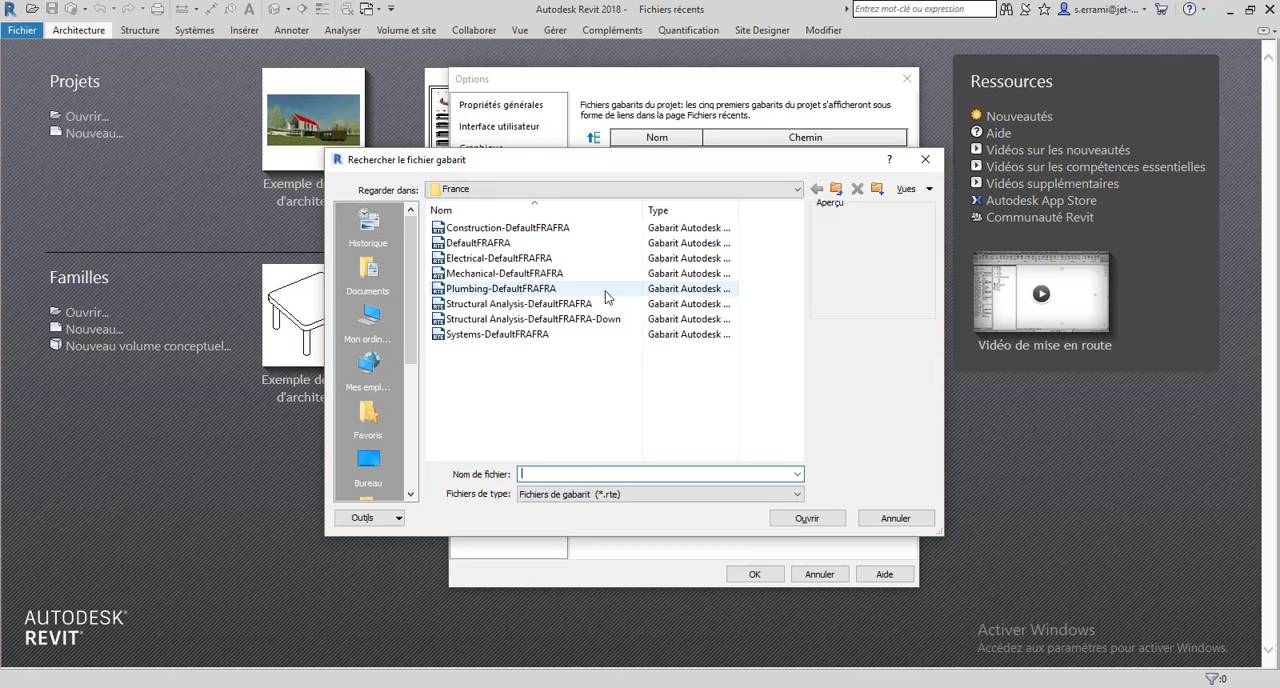 Autodesk Revit 2018 - Fichiers récents
Entrez mot-clé ou expression
s.errami@jet-...
Fichier
Architecture
Structure
Systèmes
Insérer
Annoter
Analyser
Volume et site
Collaborer
Vue
Gérer
Compléments
Quantification
Site Designer
Modifier
Projets
Ouvrir...
Nouveau...
Exemple d
d'archite
Familles
Ouvrir...
Nouveau...
Nouveau volume conceptuel...
Exemple d
d'archite
Options
Propriétés générales
Interface utilisateur
Fichiers gabarits du projet: les cinq premiers gabarits du projet s'afficheront sous
forme de liens dans la page Fichiers récents.
Nom
Chemin
Rechercher le fichier gabarit
Regarder dans:
France
Vues
Aperçu
Historique
Documents
Mon ordin...
Mes empl...
Favoris
Bureau
Nom
Type
Construction-DefaultFRAFRA
Gabarit Autodesk ...
DefaultFRAFRA
Gabarit Autodesk ...
Electrical-DefaultFRAFRA
Gabarit Autodesk ...
Mechanical-DefaultFRAFRA
Gabarit Autodesk ...
Plumbing-DefaultFRAFRA
Gabarit Autodesk ...
Structural Analysis-DefaultFRAFRA
Gabarit Autodesk ...
Structural Analysis-DefaultFRAFRA-Down
Gabarit Autodesk ...
Systems-DefaultFRAFRA
Gabarit Autodesk ...
Nom de fichier:
Fichiers de type:
Fichiers de gabarit (*.rte)
Outils
Ouvrir
Annuler
OK
Annuler
Aide
Ressources
Nouveautés
Aide
Vidéos sur les nouveautés
Vidéos sur les compétences essentielles
Vidéos supplémentaires
Autodesk App Store
Communauté Revit
Vidéo de mise en route
AUTODESK®
REVIT®
Activer Windows
Accédez aux paramètres pour activer Windows.
:0